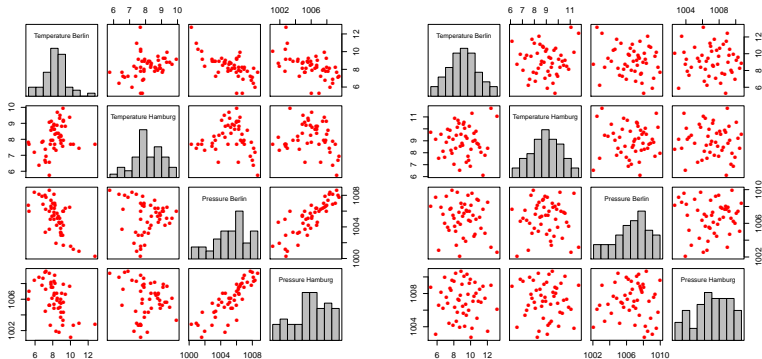 6 7 8 9 10 1002 1006
6 7 8 9 11 1004 1008
Temperature Berlin
6 8 10 12
Temperature Berlin
6 8 10 12
6 7 8 9 10
Temperature Hamburg
6 7 8 9 11
Temperature Hamburg
Pressure Berlin
1000 1004 1008
Pressure Berlin
1002 1006 1010
1002 1006
Pressure Hamburg
1004 1008
Pressure Hamburg
6 8 10 12 1000 1004 1008
6 8 10 12 1002 1006 1010